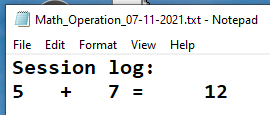 Math_Operation_07-11-2021.txt - Notepad
File Edit Format View Help
Session log:
5   +   7 =     12